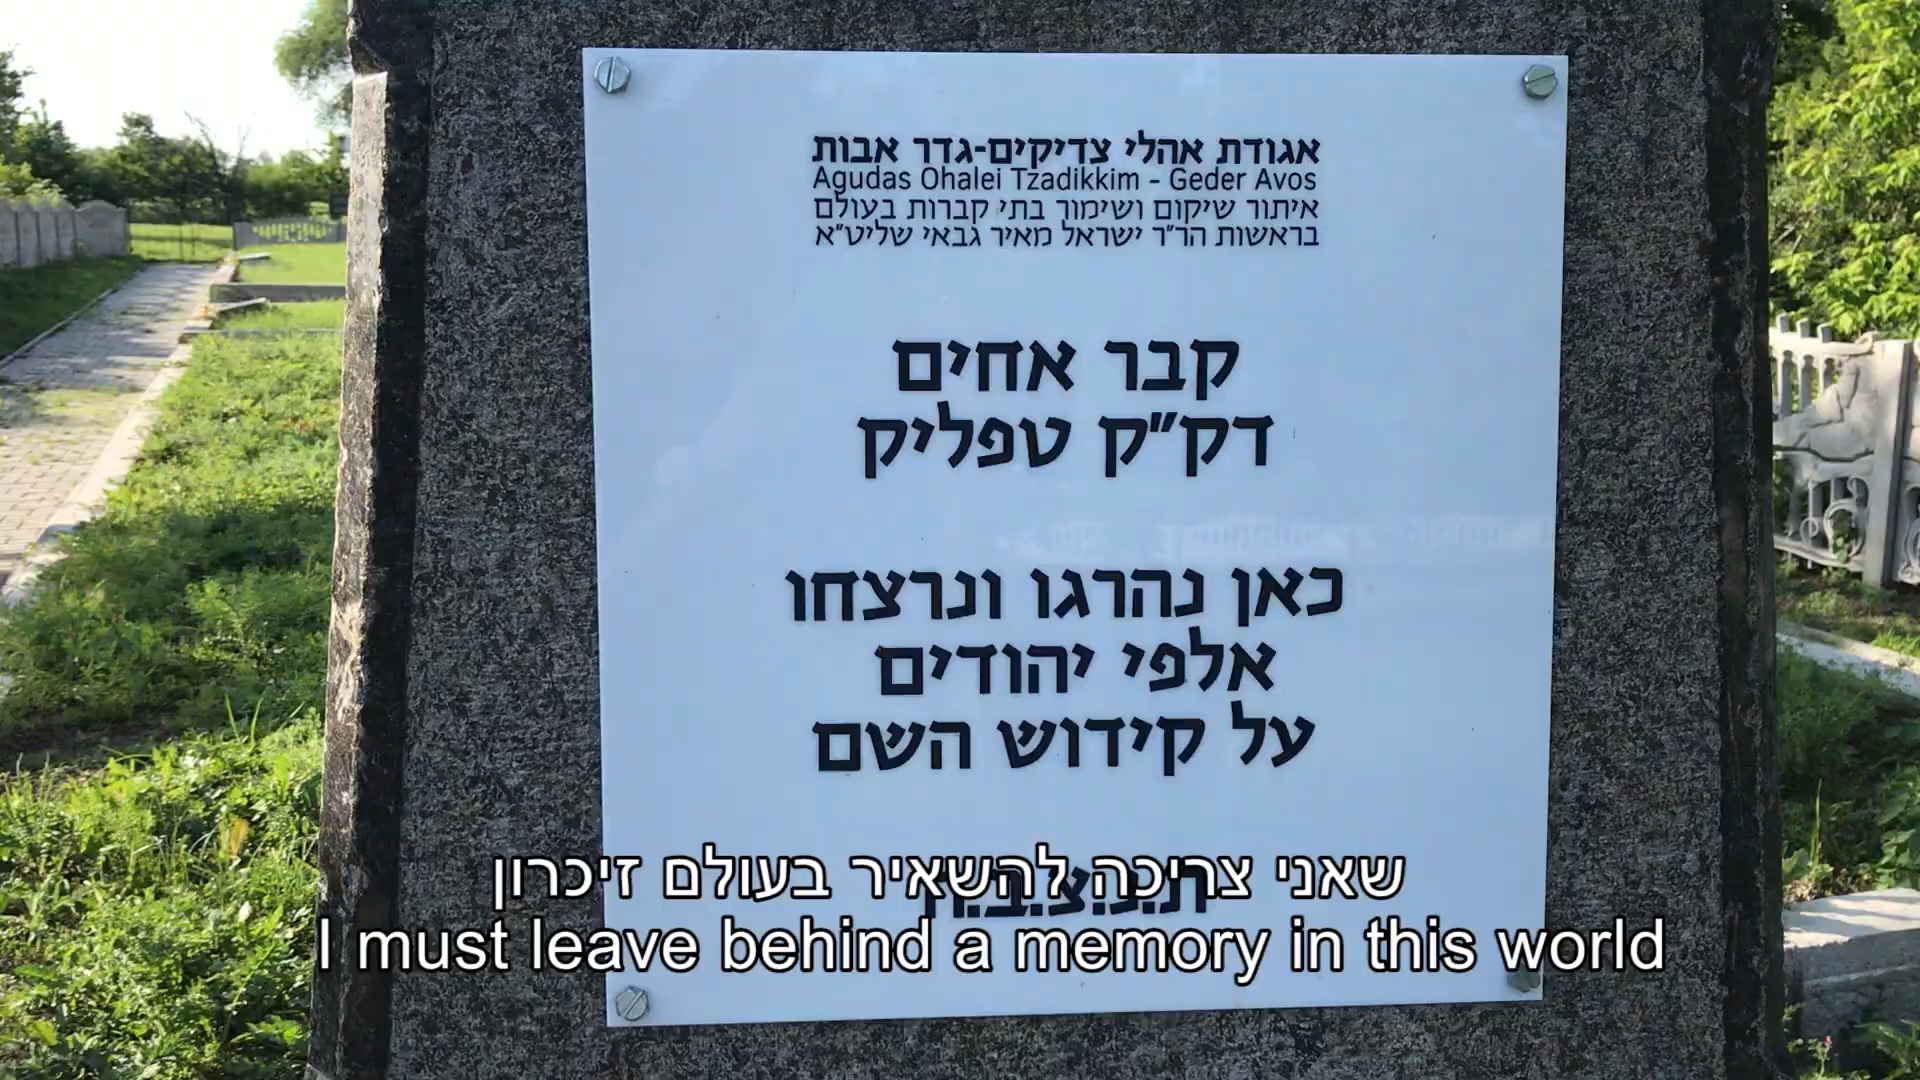 אגודת אהלי צדיקים-גדר אבות
Agudas Ohalei Tzadikkim - Geder Avos
איתור שיקום ושימור בתי קברות בעולם
בראשות הר"ר ישראל מאיר גבאי שליט"א
קבר אחים
דק"ק טפליק
כאן נהרגו ונרצחו
אלפי יהודים
על קידוש השם
ת.נ.צ.ב.ה
שאני צריכה להשאיר בעולם זיכרון
I must leave behind a memory in this world